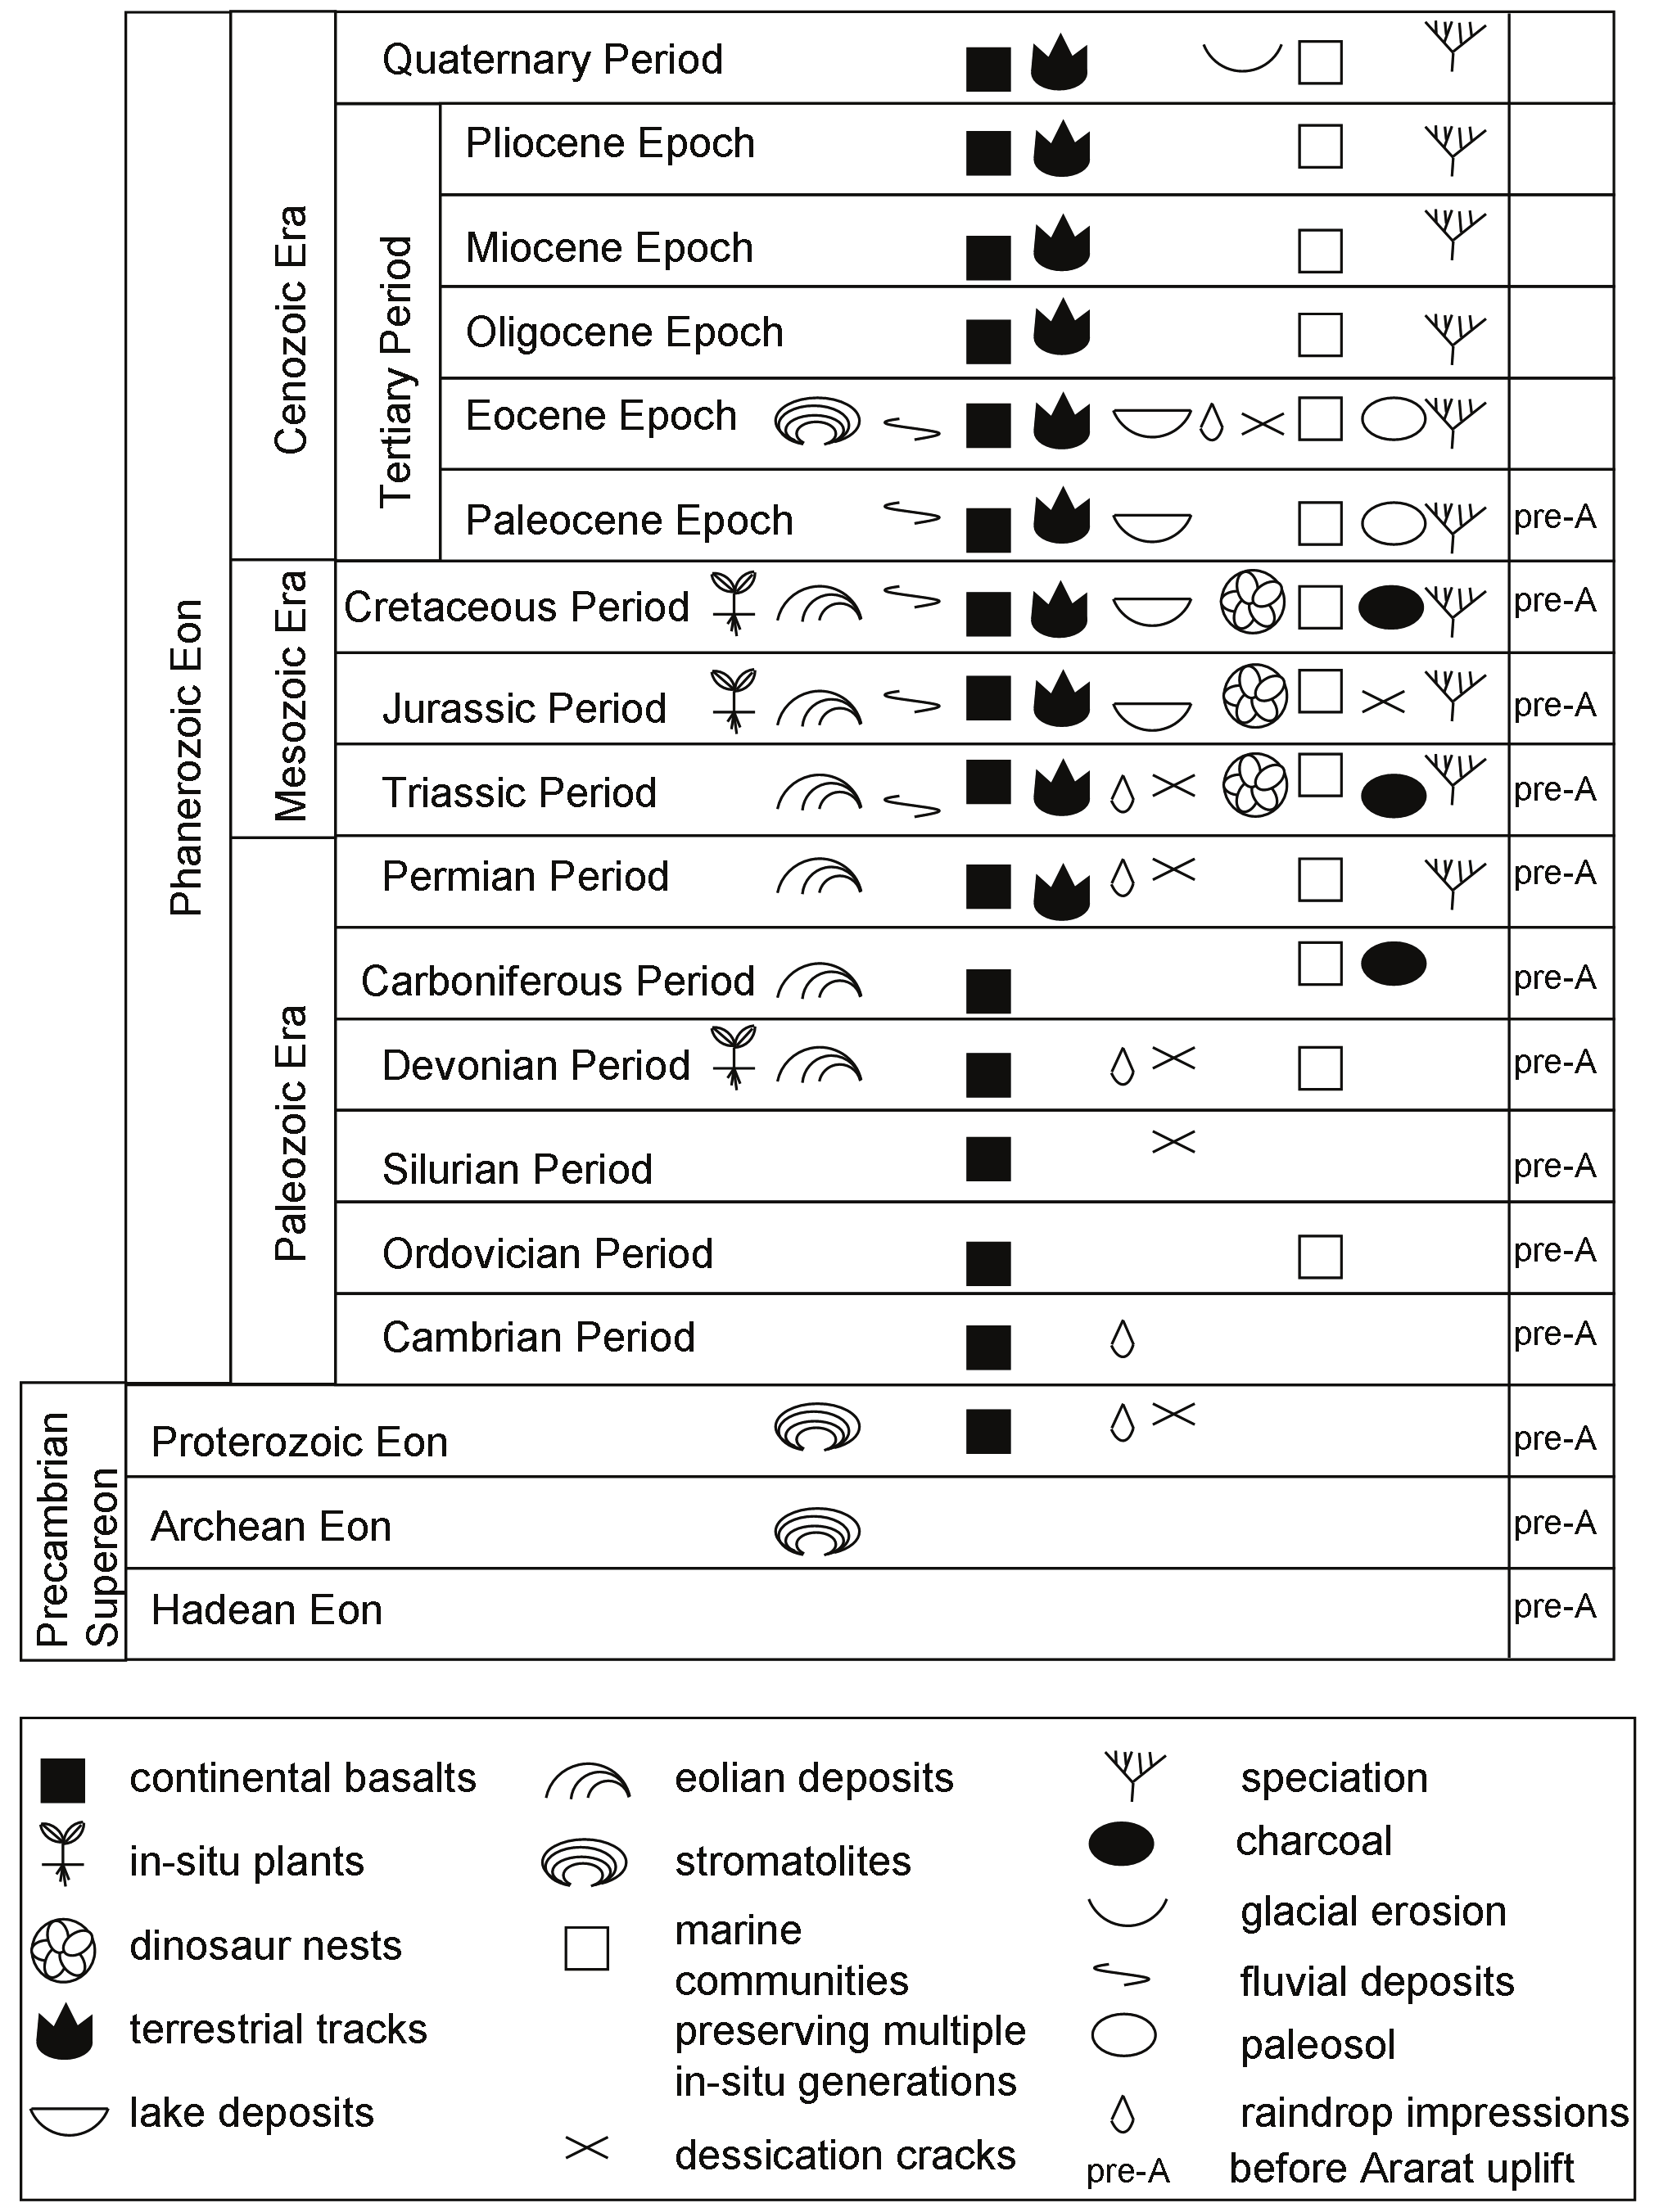 Phanerozoic Eon
Cenozoic Era
Quaternary Period
Tertiary Period
Pliocene Epoch
Miocene Epoch
Oligocene Epoch
Eocene Epoch
Paleocene Epoch pre-A
Mesozoic Era
Cretaceous Period pre-A
Jurassic Period pre-A
Triassic Period pre-A
Paleozoic Era
Permian Period pre-A
Carboniferous Period pre-A
Devonian Period pre-A
Silurian Period pre-A
Ordovician Period pre-A
Cambrian Period pre-A
Precambrian
Supereon
Proterozoic Eon pre-A
Archean Eon pre-A
Hadean Eon pre-A
continental basalts
in-situ plants
dinosaur nests
terrestrial tracks
lake deposits
eolian deposits
stromatolites
marine
communities
preserving multiple
in-situ generations
dessication cracks
speciation
charcoal
glacial erosion
fluvial deposits
paleosol
raindrop impressions
pre-A before Ararat uplift